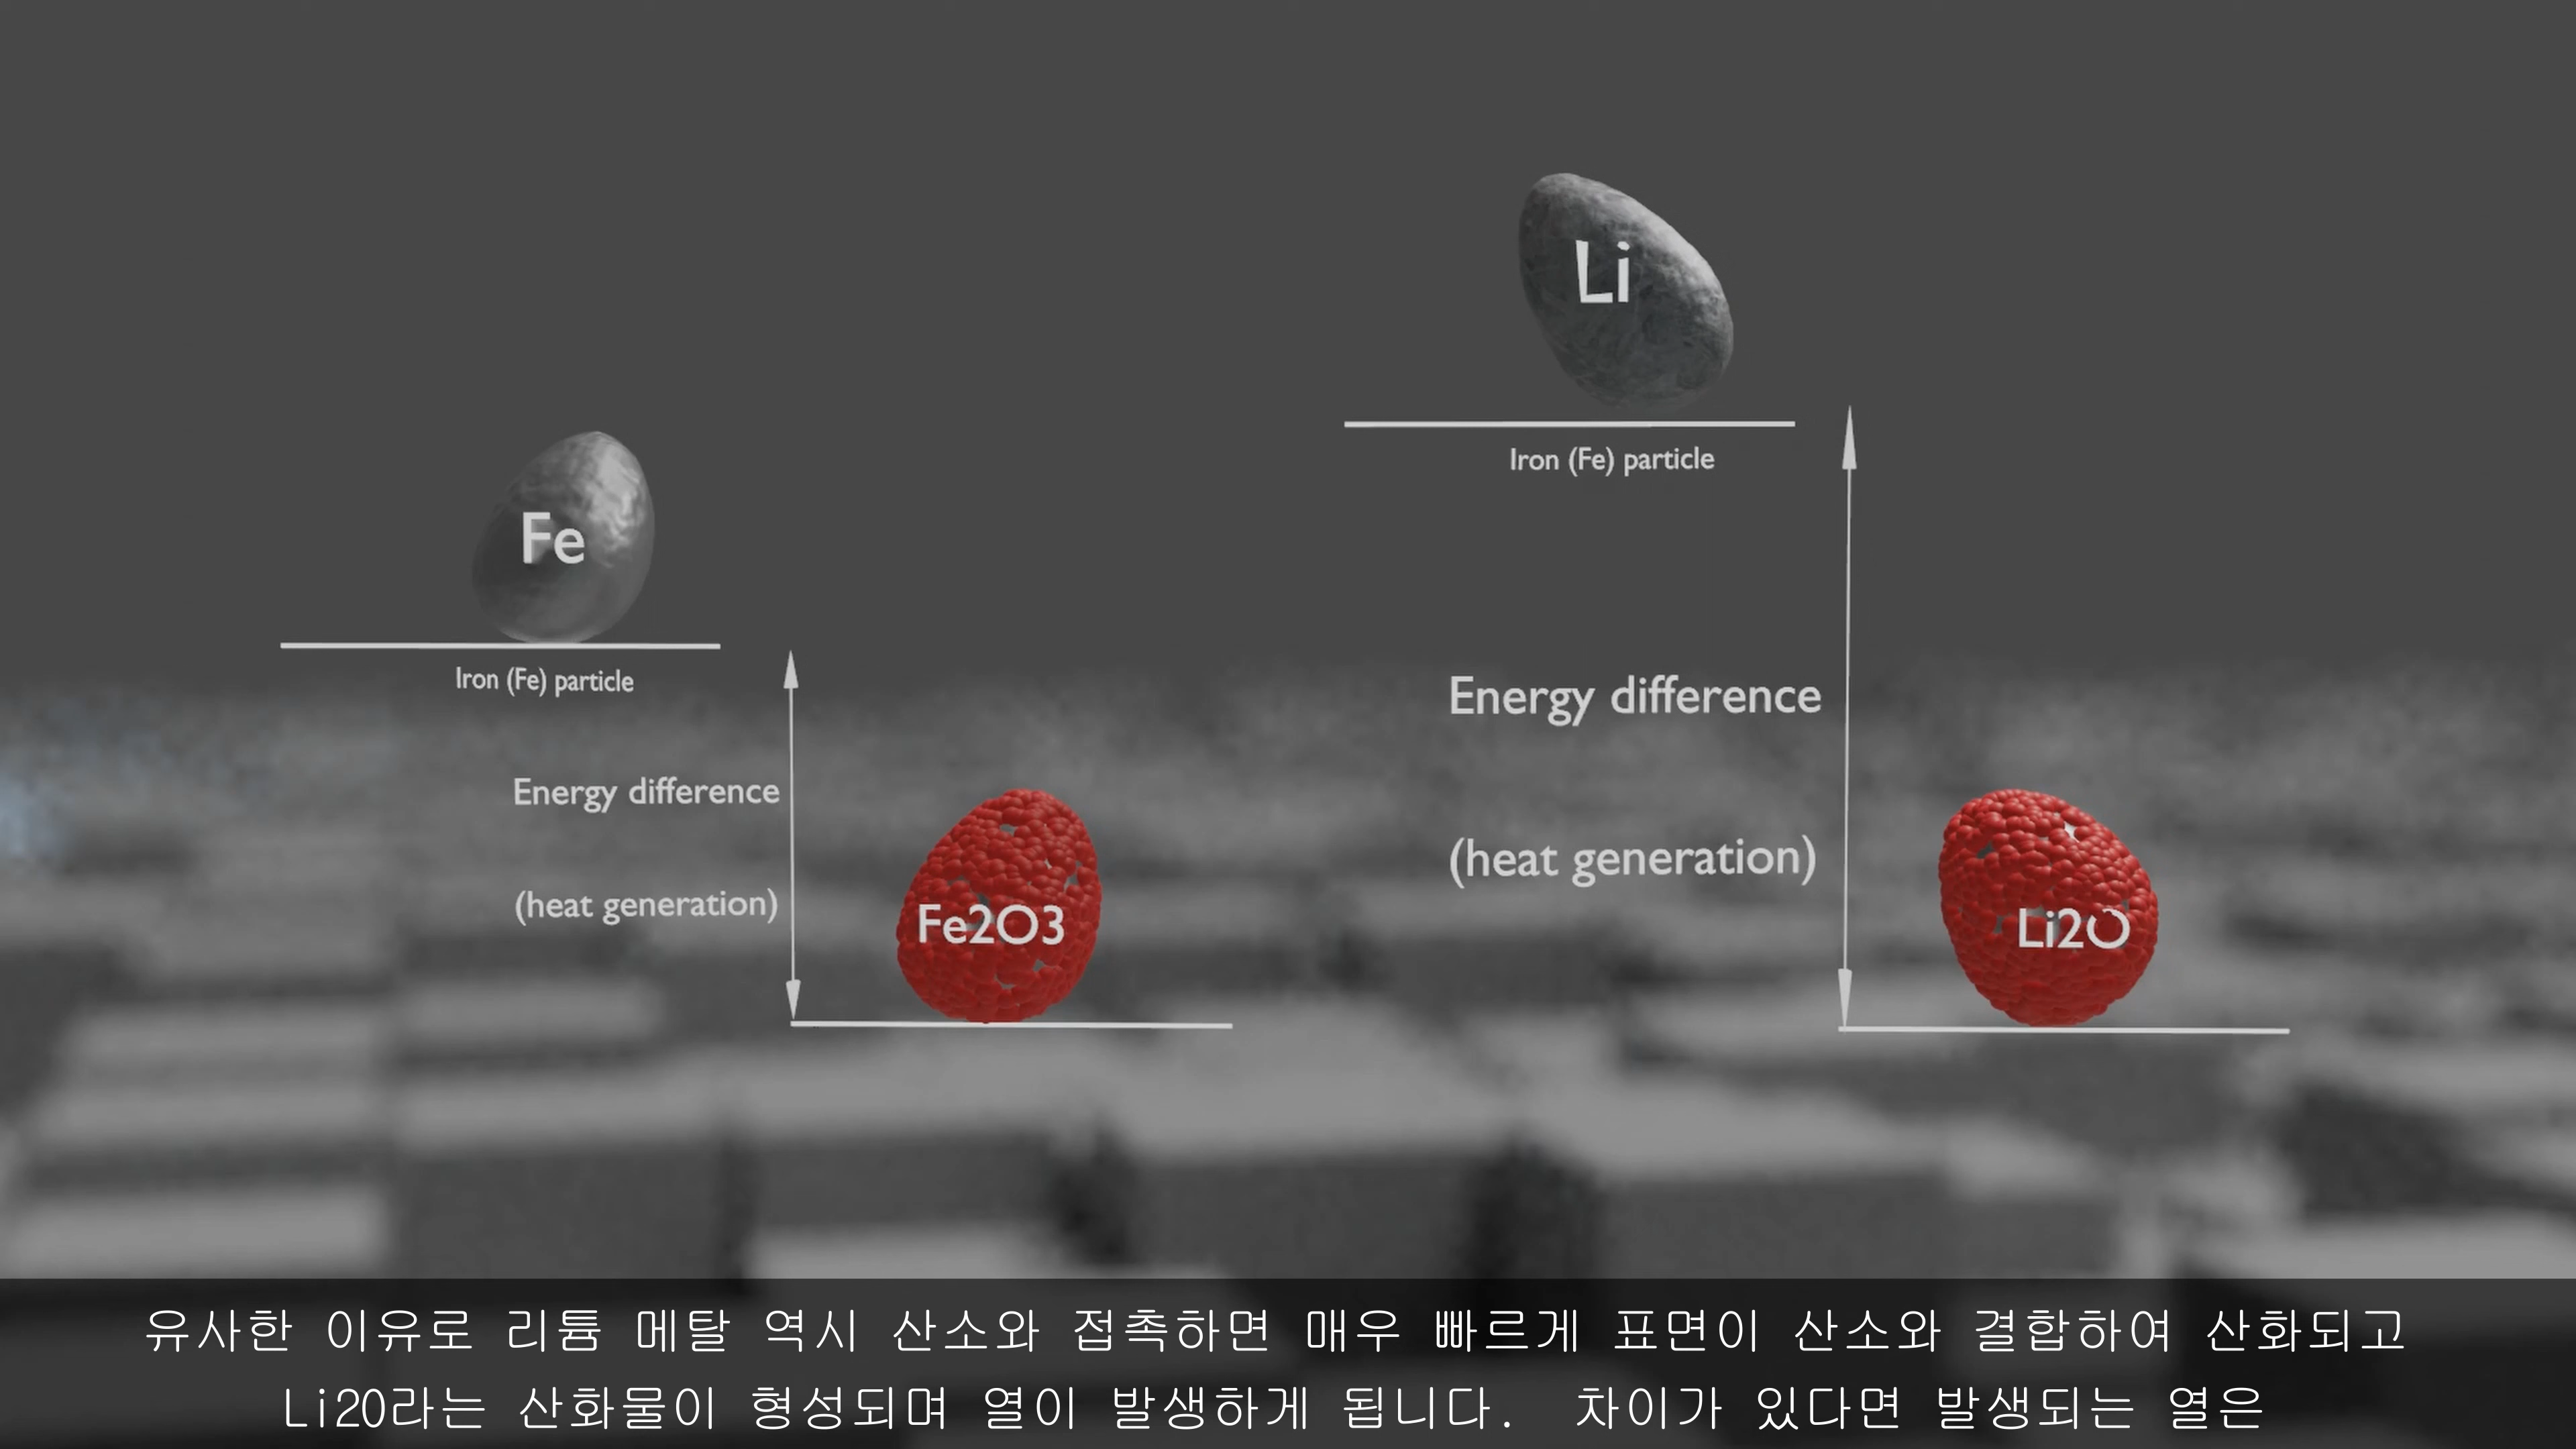 Li
Iron (Fe) particle
Fe
Iron (Fe) particle
Energy difference
(heat generation)
Energy difference
(heat generation)
Fe2O3
Li2O
유사한 이유로 리튬 메탈 역시 산소와 접촉하면 매우 빠르게 표면이 산소와 결합하여 산화되고
Li2O라는 산화물이 형성되며 열이 발생하게 됩니다. 차이가 있다면 발생되는 열은